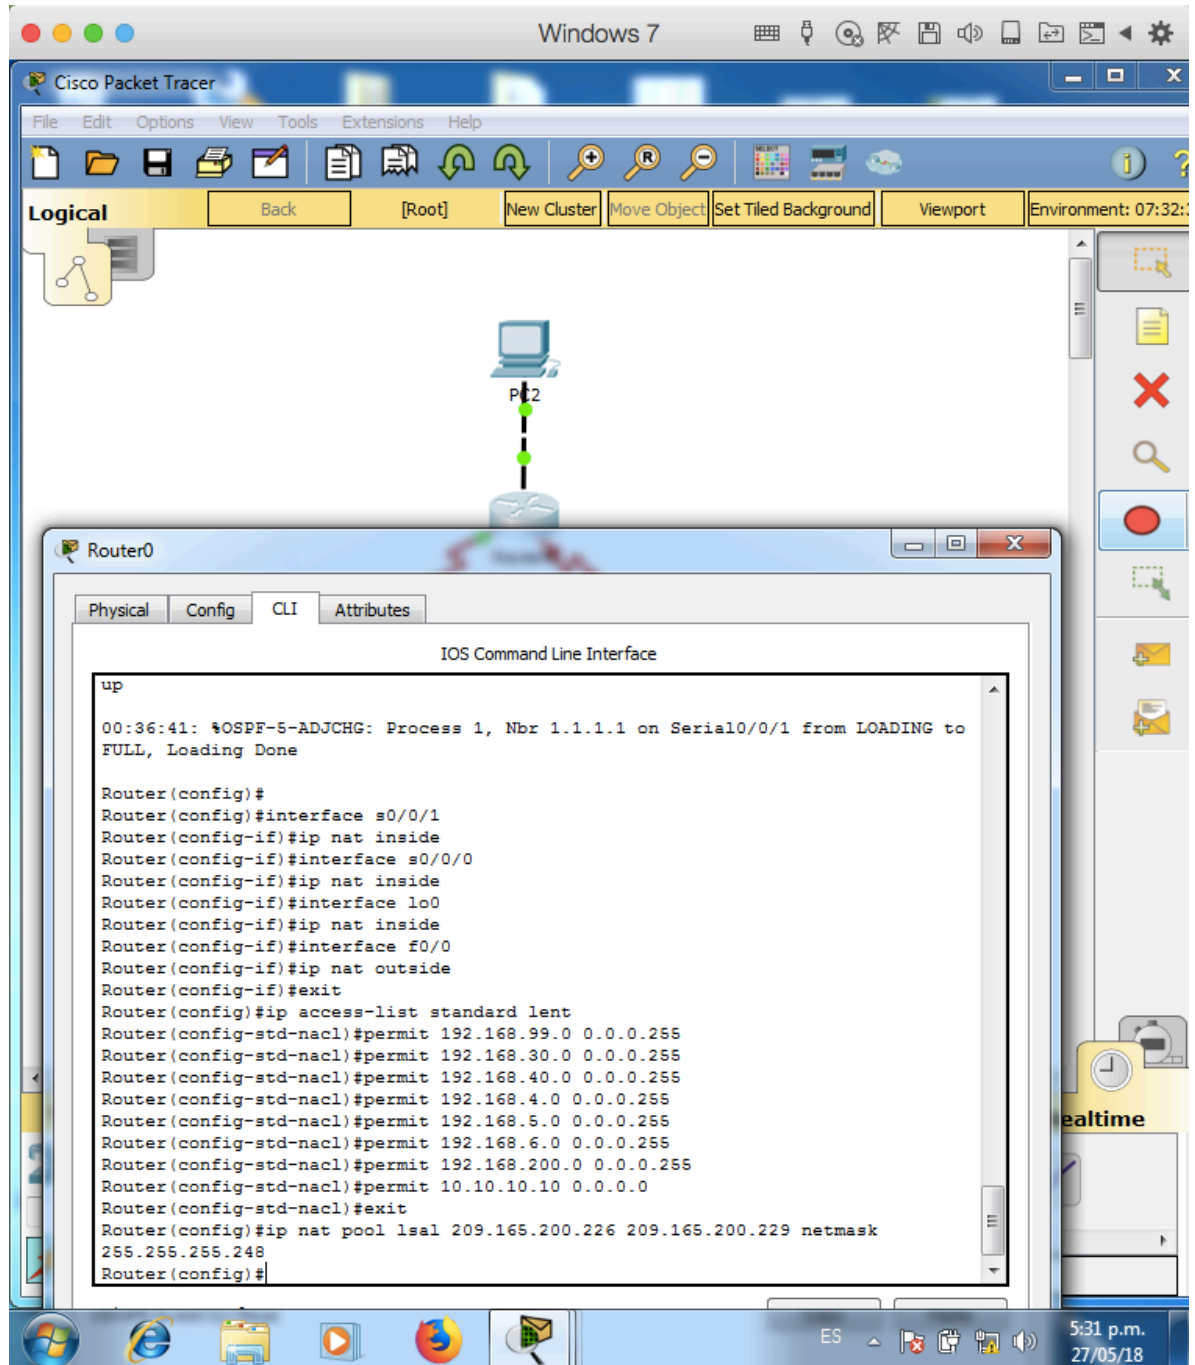 Windows 7
Cisco Packet Tracer
File Edit Options View Tools Extensions Help
Logical Back [Root] New Cluster Move Object Set Tiled Background Viewport Environment: 07:32:
PC2
Router0
Physical Config CLI Attributes
IOS Command Line Interface
up
00:36:41: %OSPF-5-ADJCHG: Process 1, Nbr 1.1.1.1 on Serial0/0/1 from LOADING to
FULL, Loading Done
Router(config)#
Router(config)#interface s0/0/1
Router(config-if)#ip nat inside
Router(config-if)#interface s0/0/0
Router(config-if)#ip nat inside
Router(config-if)#interface lo0
Router(config-if)#ip nat inside
Router(config-if)#interface f0/0
Router(config-if)#ip nat outside
Router(config-if)#exit
Router(config)#ip access-list standard lent
Router(config-std-nacl)#permit 192.168.99.0 0.0.0.255
Router(config-std-nacl)#permit 192.168.30.0 0.0.0.255
Router(config-std-nacl)#permit 192.168.40.0 0.0.0.255
Router(config-std-nacl)#permit 192.168.4.0 0.0.0.255
Router(config-std-nacl)#permit 192.168.5.0 0.0.0.255
Router(config-std-nacl)#permit 192.168.6.0 0.0.0.255
Router(config-std-nacl)#permit 192.168.200.0 0.0.0.255
Router(config-std-nacl)#permit 10.10.10.10 0.0.0.0
Router(config-std-nacl)#exit
Router(config)#ip nat pool lsal 209.165.200.226 209.165.200.229 netmask
255.255.255.248
Router(config)#
ealtime
ES
5:31 p.m.
27/05/18